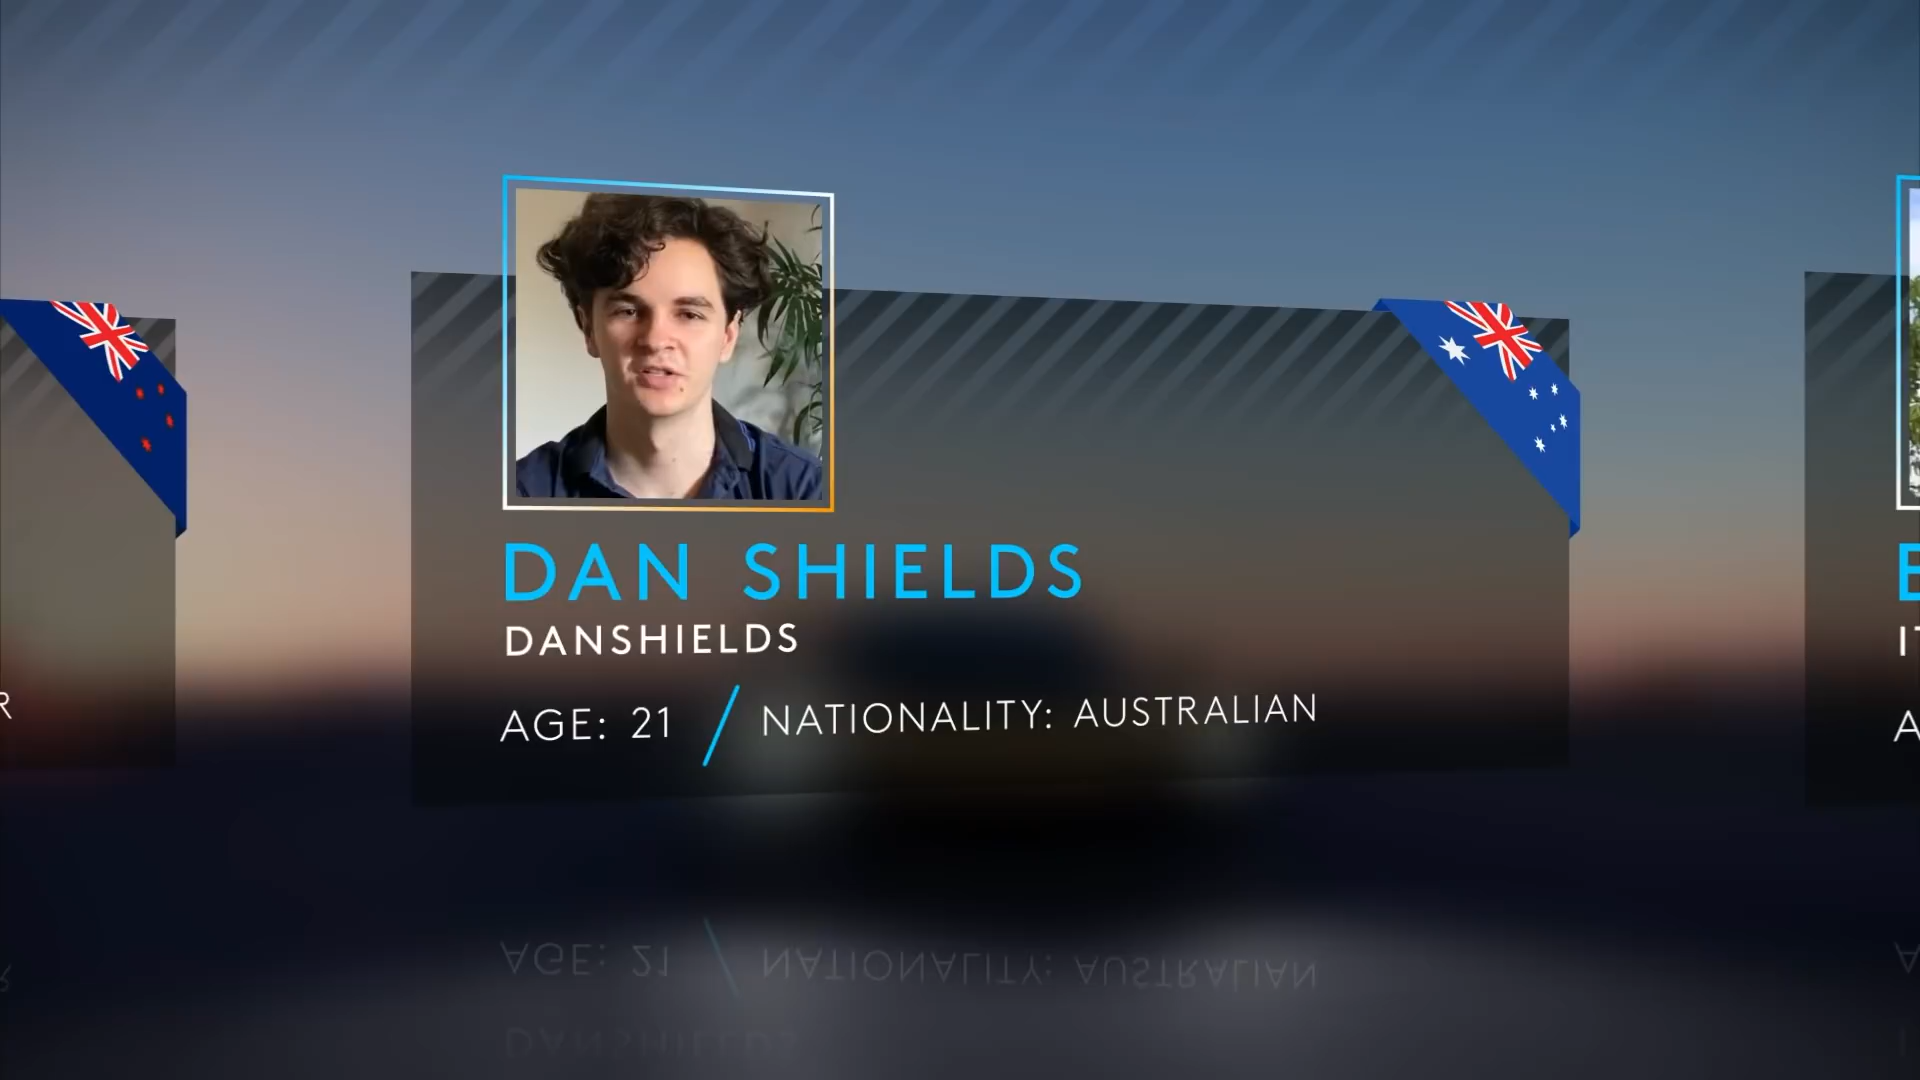 DAN SHIELDS
DANSHIELDS
AGE: 21 / NATIONALITY: AUSTRALIAN